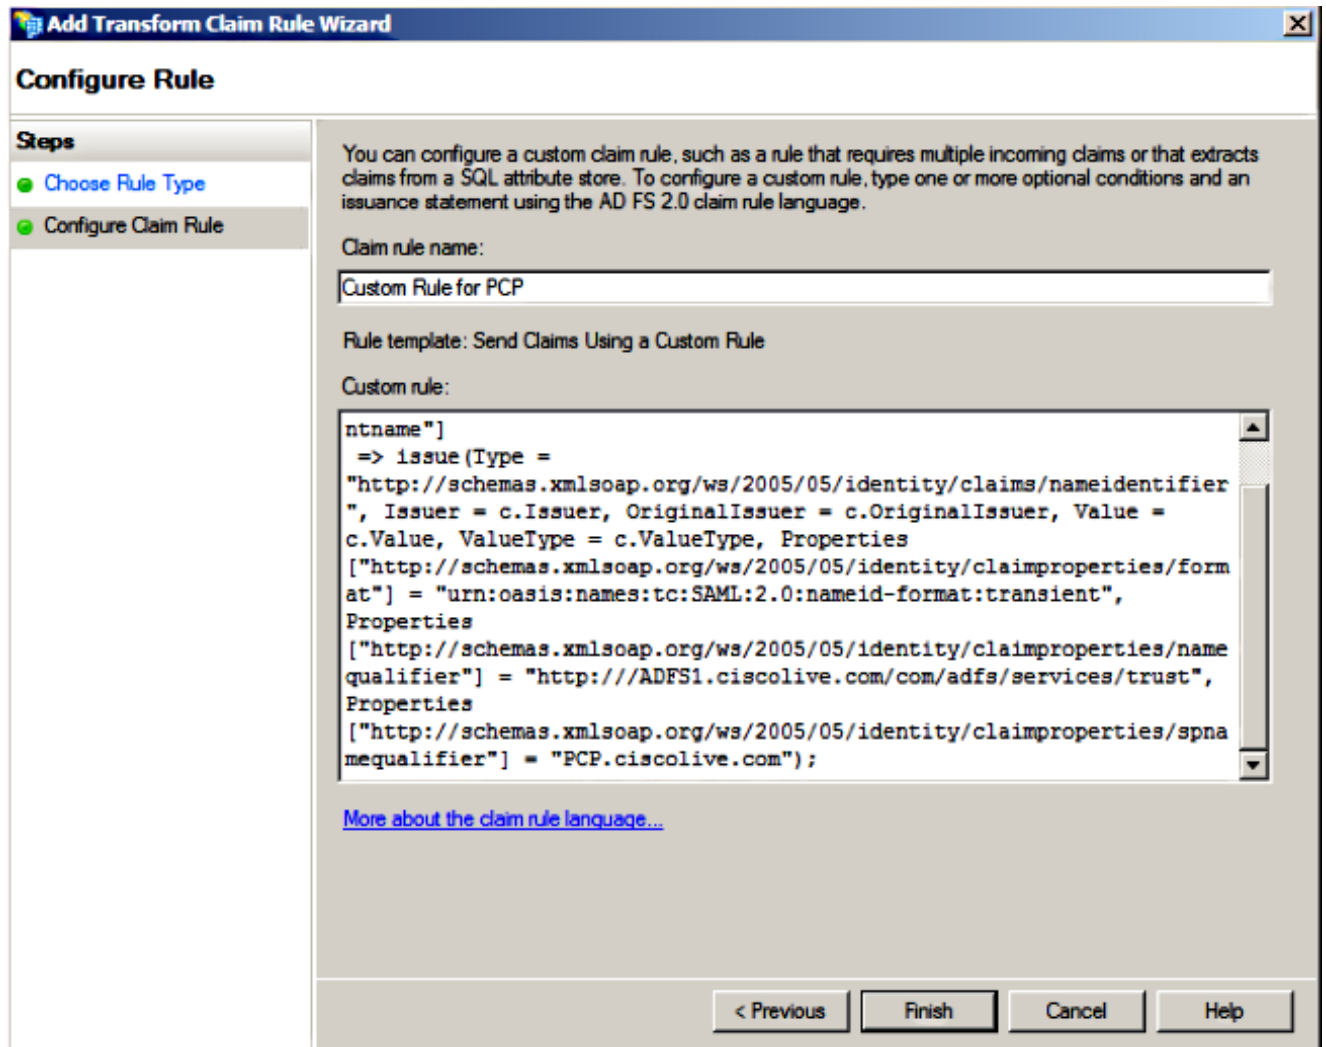 Add Transform Claim Rule Wizard
Configure Rule
Steps
Choose Rule Type
Configure Claim Rule
You can configure a custom claim rule, such as a rule that requires multiple incoming claims or that extracts
claims from a SQL attribute store. To configure a custom rule, type one or more optional conditions and an
issuance statement using the AD FS 2.0 claim rule language.
Claim rule name:
Custom Rule for PCP
Rule template: Send Claims Using a Custom Rule
Custom rule:
ntname"]
=> issue(Type =
"http://schemas.xmlsoap.org/ws/2005/05/identity/claims/nameidentifier
", Issuer = c.Issuer, OriginalIssuer = c.OriginalIssuer, Value =
c.Value, ValueType = c.ValueType, Properties
["http://schemas.xmlsoap.org/ws/2005/05/identity/claimproperties/form
at"] = "urn:oasis:names:tc:SAML:2.0:nameid-format:transient",
Properties
["http://schemas.xmlsoap.org/ws/2005/05/identity/claimproperties/name
qualifier"] = "http:///ADFS1.ciscolive.com/com/adfs/services/trust",
Properties
["http://schemas.xmlsoap.org/ws/2005/05/identity/claimproperties/spna
mequalifier"] = "PCP.ciscolive.com");
More about the claim rule language...
< Previous
Finish
Cancel
Help